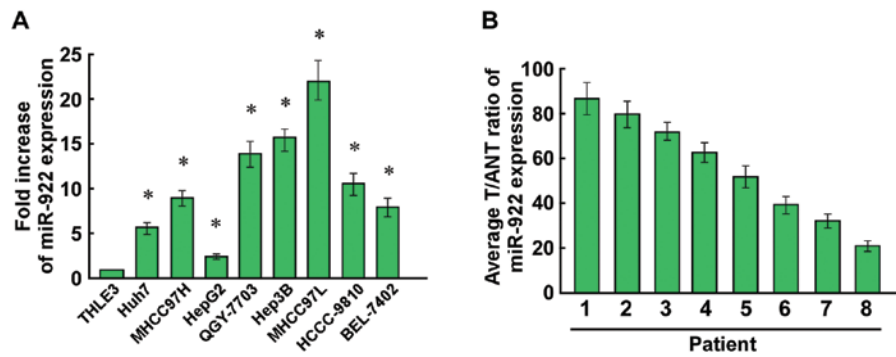 A
Fold increase
of miR-922 expression
25
20
15
10
5
0
*
*
*
*
*
*
*
*
THLE3
Huh7
MHCC97H
HepG2
QGY-7703
Hep3B
MHCC97L
HCCC-9810
BEL-7402
B
Average T/ANT ratio of
miR-922 expression
100
80
60
40
20
0
1 2 3 4 5 6 7 8
Patient